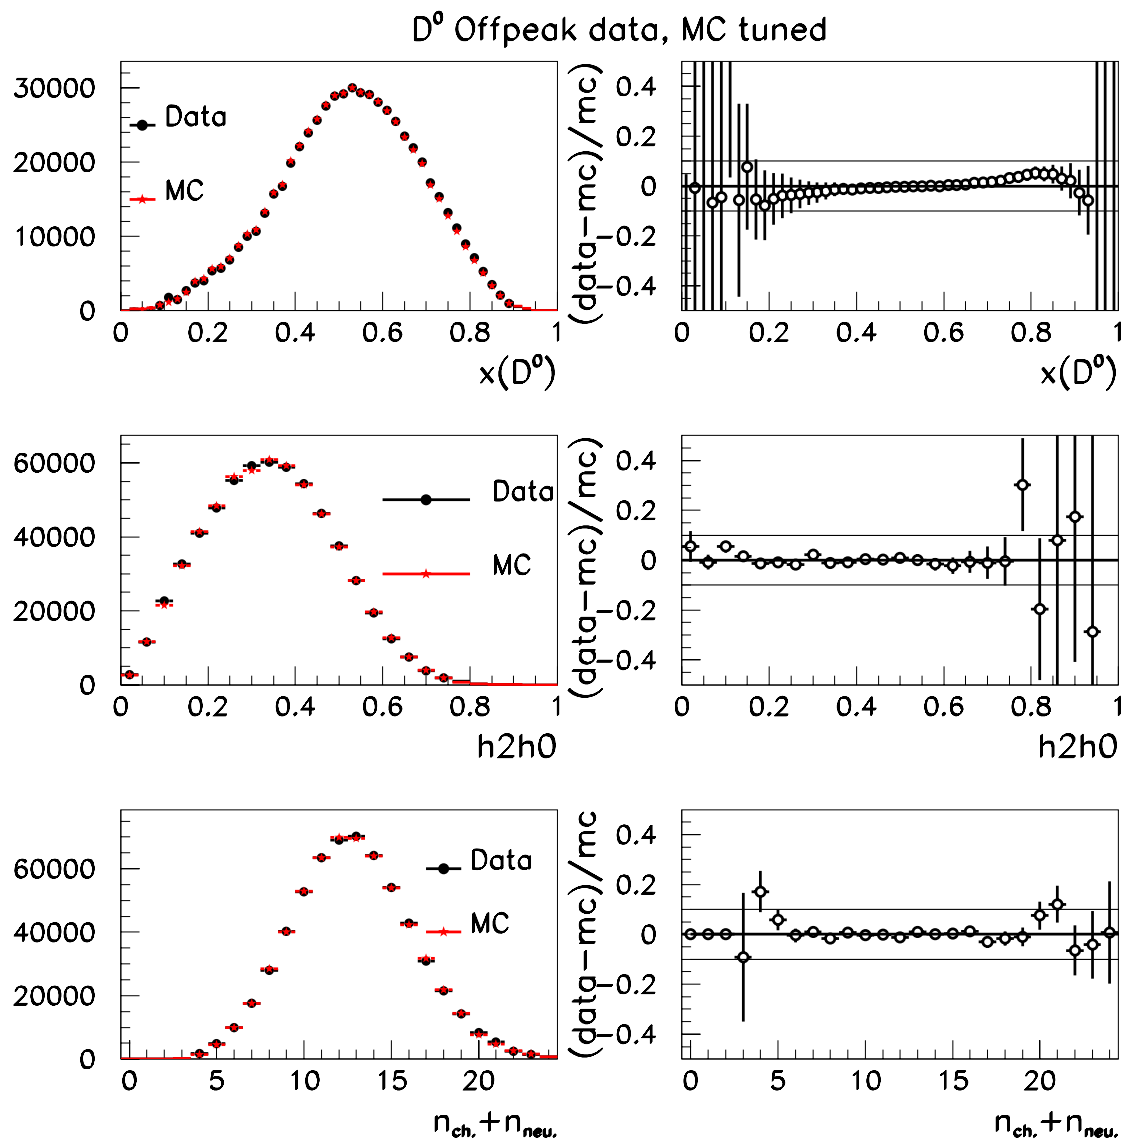 D⁰ Offpeak data, MC tuned
30000
20000
10000
0
Data
MC
0 0.2 0.4 0.6 0.8 1
x(D⁰)
(data−mc)/mc
0.4
0.2
0
−0.2
−0.4
0 0.2 0.4 0.6 0.8 1
x(D⁰)
60000
40000
20000
0
Data
MC
0 0.2 0.4 0.6 0.8 1
h2h0
(data−mc)/mc
0.4
0.2
0
−0.2
−0.4
0 0.2 0.4 0.6 0.8 1
h2h0
60000
40000
20000
0
Data
MC
0 5 10 15 20
n_ch. + n_neu.
(data−mc)/mc
0.4
0.2
0
−0.2
−0.4
0 5 10 15 20
n_ch. + n_neu.